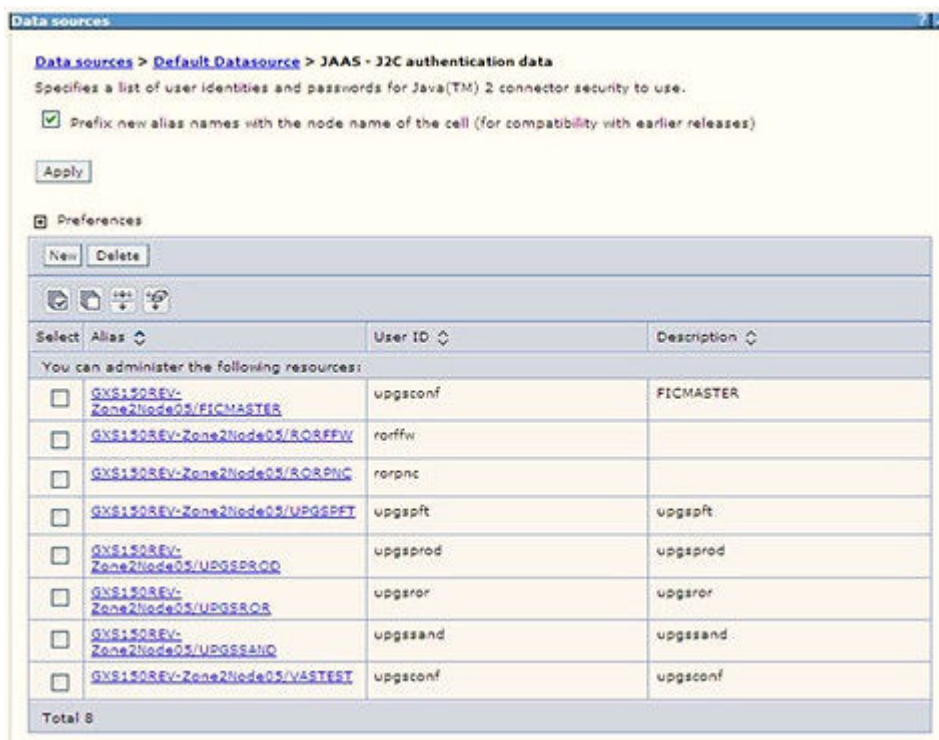 Data sources
?
Data sources > Default Datasource > JAAS - J2C authentication data
Specifies a list of user identities and passwords for Java(TM) 2 connector security to use.
Prefix new alias names with the node name of the cell (for compatibility with earlier releases)
Apply
Preferences
New Delete
Select Alias User ID Description
You can administer the following resources:
GXS150REV-
Zone2Node05/FICMASTER upgsconf FICMASTER
GXS150REV-Zone2Node05/RORFFW rorffw
GXS150REV-Zone2Node05/RORPNC rorpnc
GXS150REV-Zone2Node05/UPGSPFT upgspft upgspft
GXS150REV-
Zone2Node05/UPGSPROD upgsprod upgsprod
GXS150REV-
Zone2Node05/UPGSROR upgsror upgsror
GXS150REV-
Zone2Node05/UPGSSAND upgssand upgssand
GXS150REV-Zone2Node05/VASTEST upgsconf upgsconf
Total 8